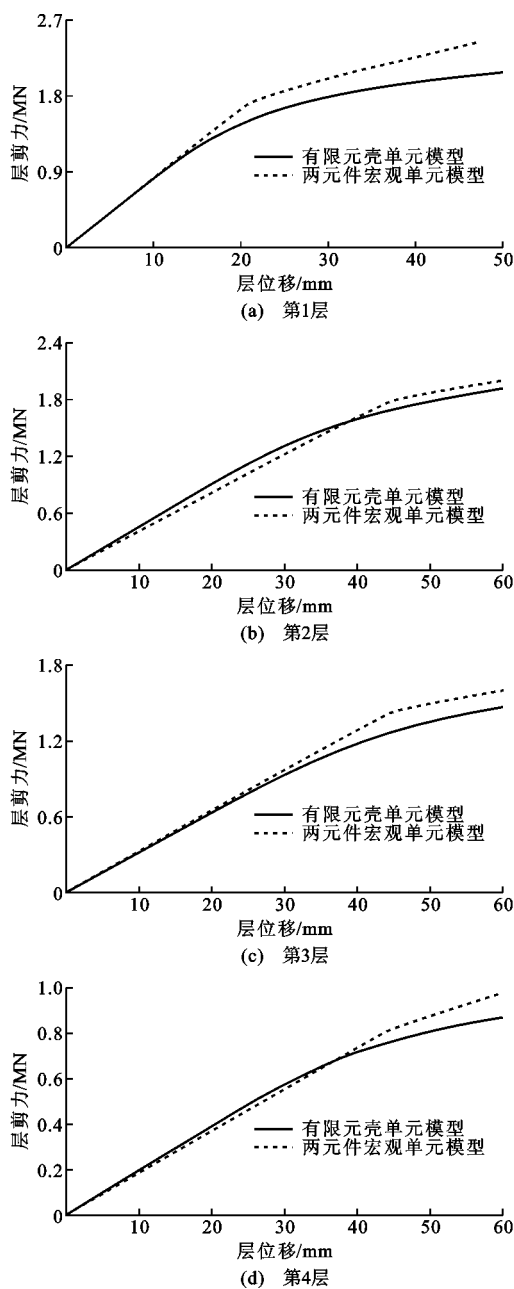 2.7
1.8
0.9
0
层剪力/MN
有限元壳单元模型
两元件宏观单元模型
10 20 30 40 50
层位移/mm
(a) 第1层
2.4
1.8
1.2
0.6
0
层剪力/MN
有限元壳单元模型
两元件宏观单元模型
10 20 30 40 50 60
层位移/mm
(b) 第2层
1.8
1.2
0.6
0
层剪力/MN
有限元壳单元模型
两元件宏观单元模型
10 20 30 40 50 60
层位移/mm
(c) 第3层
1.0
0.8
0.6
0.4
0.2
0
层剪力/MN
有限元壳单元模型
两元件宏观单元模型
10 20 30 40 50 60
层位移/mm
(d) 第4层